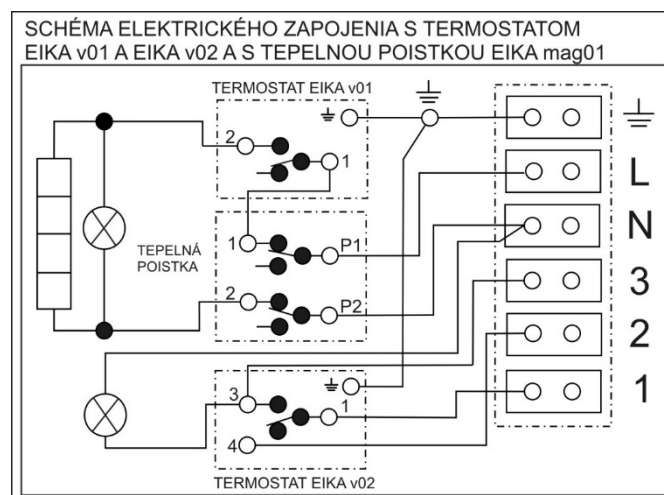 SCHÉMA ELEKTRICKÉHO ZAPOJENIA S TERMOSTATOM
EIKA v01 A EIKA v02 A S TEPELNOU POISTKOU EIKA mag01
TERMOSTAT EIKA v01
2
1
L
1
P1
TEPELNÁ
POISTKA
N
2
P2
3
2
3
1
4
1
TERMOSTAT EIKA v02